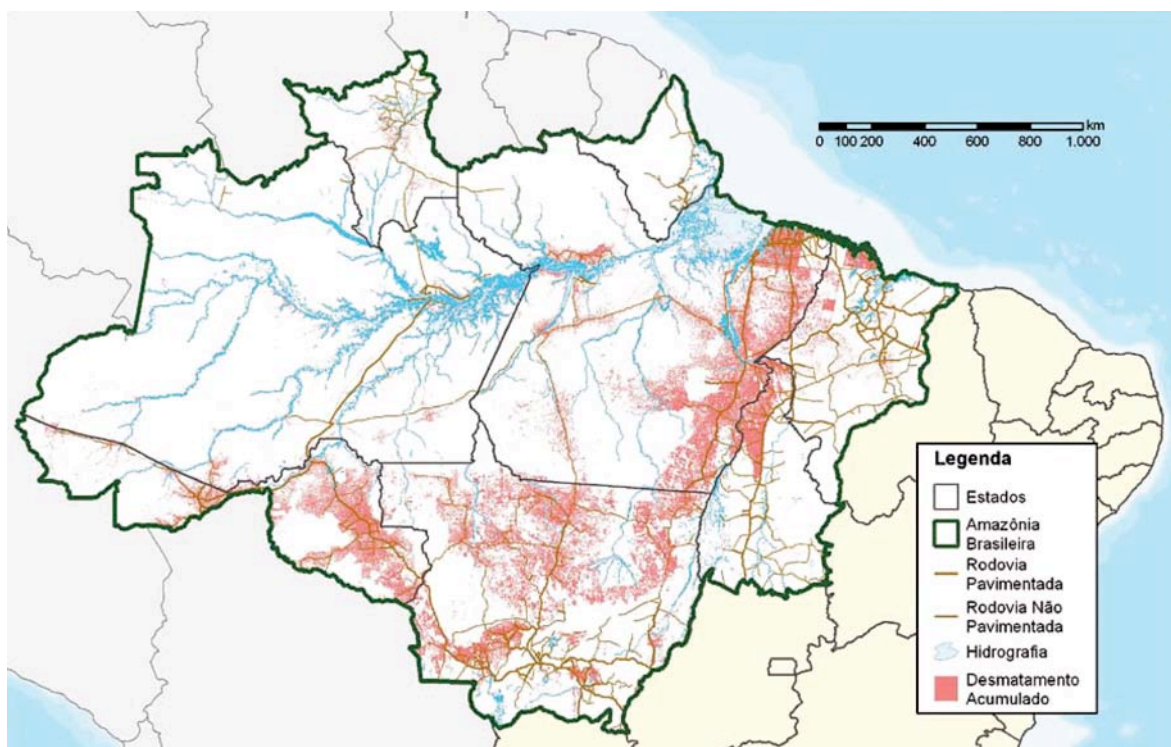 km
0 100 200 400 600 800 1.000
Legenda
Estados
Amazônia
Brasileira
Rodovia
Pavimentada
Rodovia Não
Pavimentada
Hidrografia
Desmatamento
Acumulado